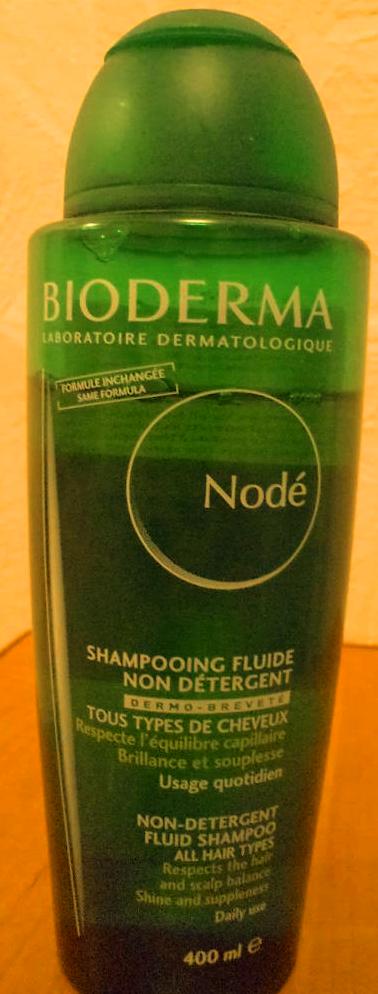 BIODERMA
LABORATOIRE DERMATOLOGIQUE
FORMULE INCHANGÉE
SAME FORMULA
Nodé
SHAMPOOING FLUIDE
NON DÉTERGENT
DERMO-BREVETÉ
TOUS TYPES DE CHEVEUX
Respecte l'équilibre capillaire
Brillance et souplesse
Usage quotidien
NON-DETERGENT
FLUID SHAMPOO
ALL HAIR TYPES
Respects the hair
and scalp balance
Shine and suppleness
Daily use
400 ml ℮